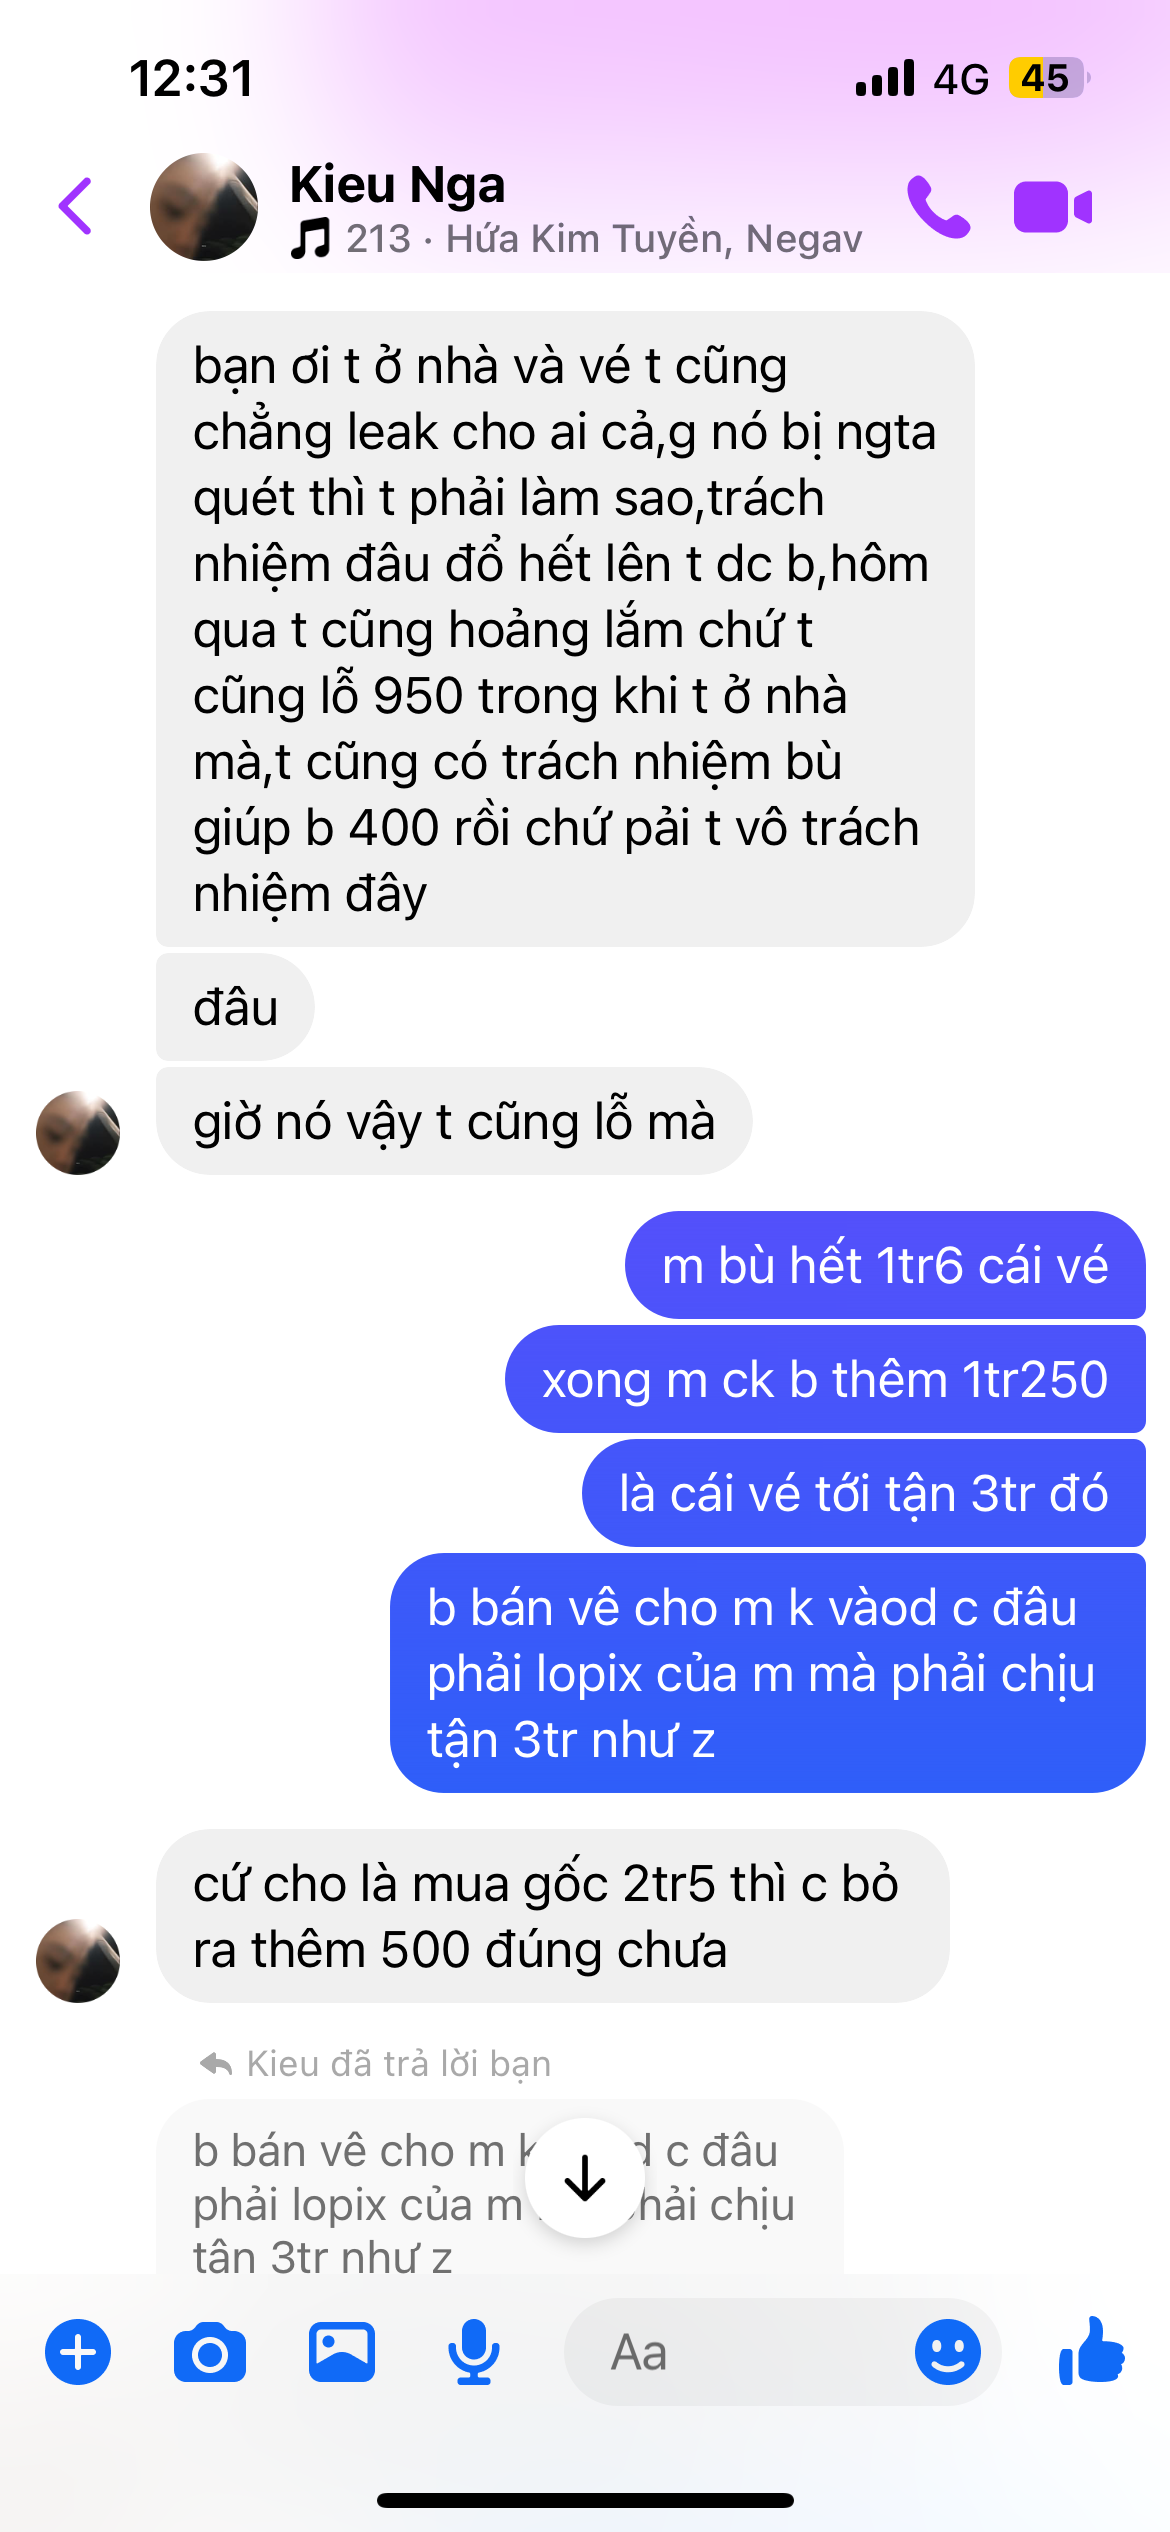 12:31
4G 45
Kieu Nga
213 · Hứa Kim Tuyền, Negav
bạn ơi t ở nhà và vé t cũng
chẳng leak cho ai cả,g nó bị ngta
quét thì t phải làm sao,trách
nhiệm đâu đổ hết lên t dc b,hôm
qua t cũng hoảng lắm chứ t
cũng lỗ 950 trong khi t ở nhà
mà,t cũng có trách nhiệm bù
giúp b 400 rồi chứ pải t vô trách
nhiệm đây
đâu
giờ nó vậy t cũng lỗ mà
m bù hết 1tr6 cái vé
xong m ck b thêm 1tr250
là cái vé tới tận 3tr đó
b bán vê cho m k vàod c đâu
phải lopix của m mà phải chịu
tận 3tr như z
cứ cho là mua gốc 2tr5 thì c bỏ
ra thêm 500 đúng chưa
Kieu đã trả lời bạn
b bán vê cho m c đâu
phải lopix của m chịu
tân 3tr như z
Aa